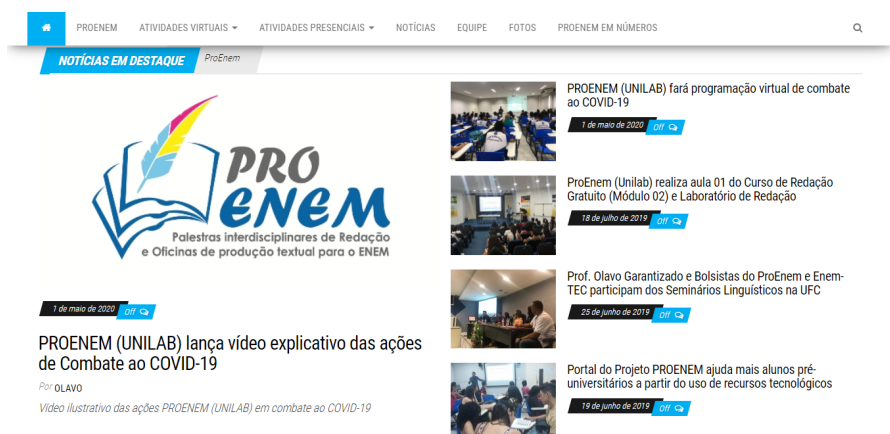 PROENEM ATIVIDADES VIRTUAIS ATIVIDADES PRESENCIAIS NOTÍCIAS EQUIPE FOTOS PROENEM EM NÚMEROS
NOTÍCIAS EM DESTAQUE ProEnem
PRO
ENEM
Palestras interdisciplinares de Redação
e Oficinas de produção textual para o ENEM
1 de maio de 2020 Off
PROENEM (UNILAB) lança vídeo explicativo das ações
de Combate ao COVID-19
Por OLAVO
Vídeo ilustrativo das ações PROENEM (UNILAB) em combate ao COVID-19
PROENEM (UNILAB) fará programação virtual de combate
ao COVID-19
1 de maio de 2020 Off
ProEnem (Unilab) realiza aula 01 do Curso de Redação
Gratuito (Módulo 02) e Laboratório de Redação
18 de julho de 2019 Off
Prof. Olavo Garantizado e Bolsistas do ProEnem e Enem-
TEC participam dos Seminários Linguísticos na UFC
25 de junho de 2019 Off
Portal do Projeto PROENEM ajuda mais alunos pré-
universitários a partir do uso de recursos tecnológicos
19 de junho de 2019 Off